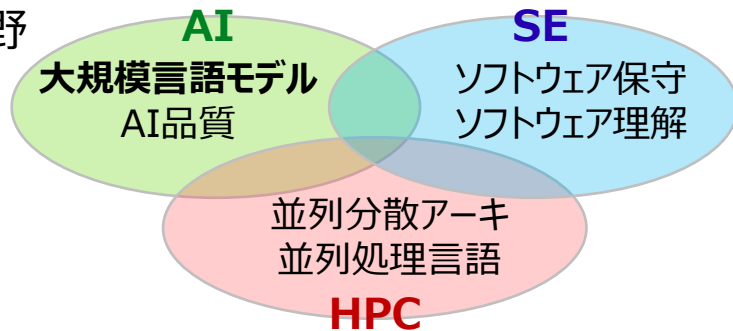 野
AI
大規模言語モデル
AI品質
SE
ソフトウェア保守
ソフトウェア理解
並列分散アーキ
並列処理言語
HPC